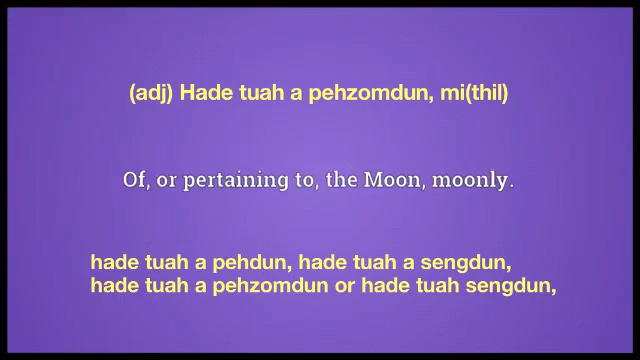 (adj) Hade tuah a pehzomdun, mi(thil)
Of, or pertaining to, the Moon, moonly.
hade tuah a pehdun, hade tuah a sengdun,
hade tuah a pehzomdun or hade tuah sengdun,